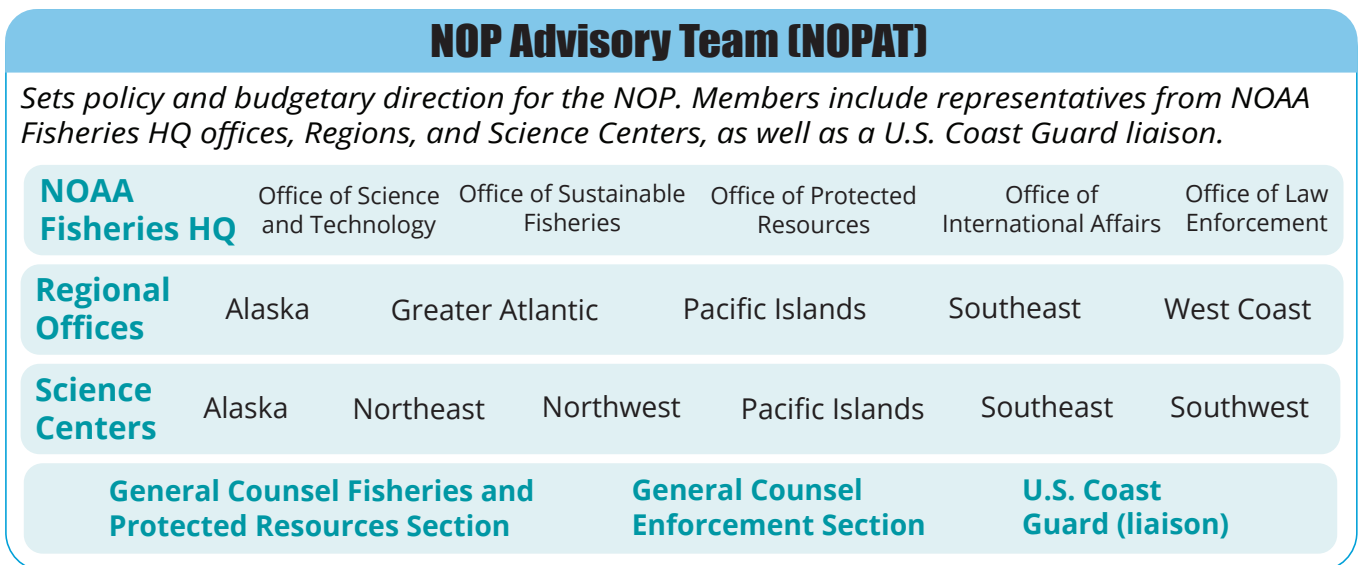 NOP Advisory Team (NOPAT)
Sets policy and budgetary direction for the NOP. Members include representatives from NOAA
Fisheries HQ offices, Regions, and Science Centers, as well as a U.S. Coast Guard liaison.
NOAA
Fisheries HQ
Office of Science
and Technology
Office of Sustainable
Fisheries
Office of Protected
Resources
Office of
International Affairs
Office of Law
Enforcement
Regional
Offices
Alaska
Greater Atlantic
Pacific Islands
Southeast
West Coast
Science
Centers
Alaska
Northeast
Northwest
Pacific Islands
Southeast
Southwest
General Counsel Fisheries and
Protected Resources Section
General Counsel
Enforcement Section
U.S. Coast
Guard (liaison)